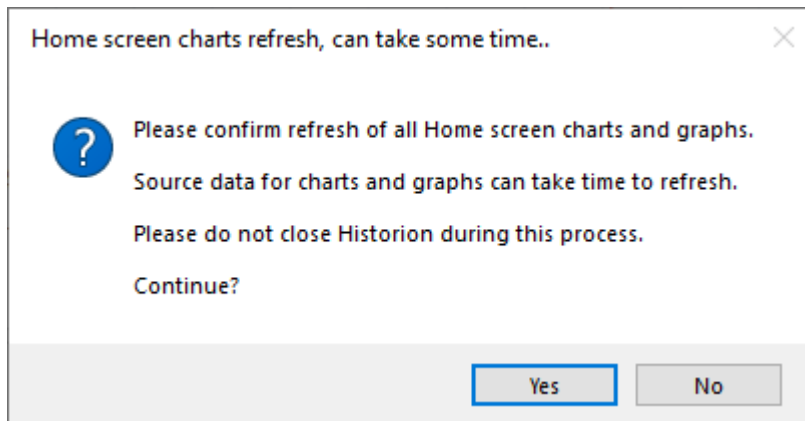 Home screen charts refresh, can take some time..
Please confirm refresh of all Home screen charts and graphs.
Source data for charts and graphs can take time to refresh.
Please do not close Historion during this process.
Continue?
Yes
No